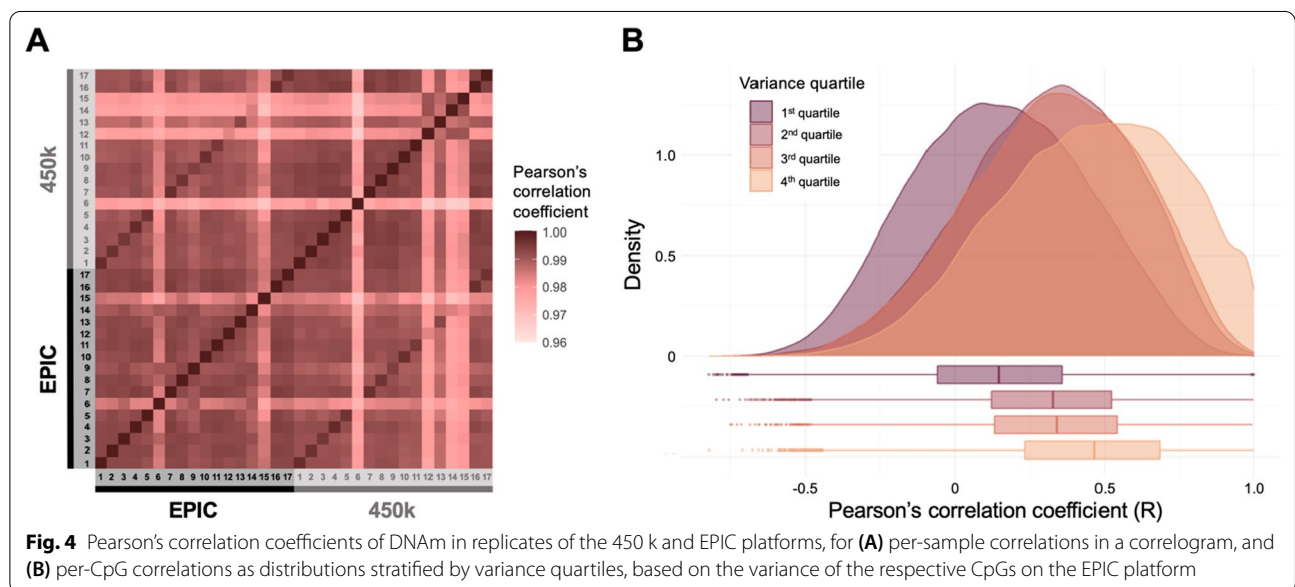 A
B
450k
EPIC
17
16
15
14
13
12
11
10
9
8
7
6
5
4
3
2
1
17
16
15
14
13
12
11
10
9
8
7
6
5
4
3
2
1
1 2 3 4 5 6 7 8 9 10 11 12 13 14 15 16 17 1 2 3 4 5 6 7 8 9 10 11 12 13 14 15 16 17
EPIC 450k
Pearson's
correlation
coefficient
1.00
0.99
0.98
0.97
0.96
Variance quartile
1st quartile
2nd quartile
3rd quartile
4th quartile
Density
1.0
0.5
0
-0.5 0 0.5 1.0
Pearson's correlation coefficient (R)
Fig. 4 Pearson's correlation coefficients of DNAm in replicates of the 450 k and EPIC platforms, for (A) per-sample correlations in a correlogram, and
(B) per-CpG correlations as distributions stratified by variance quartiles, based on the variance of the respective CpGs on the EPIC platform